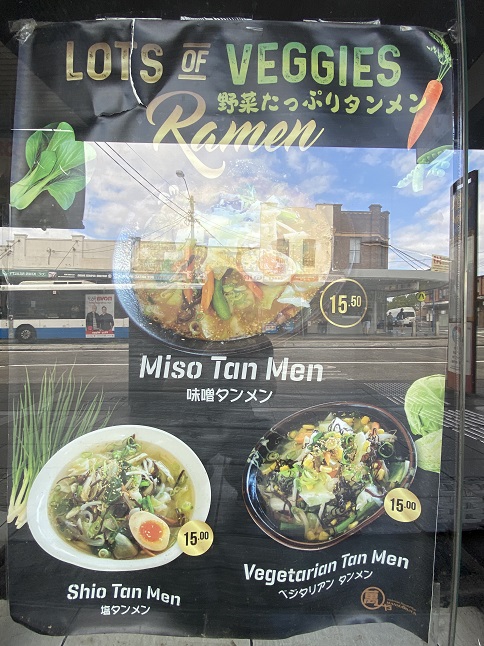 LOTS OF VEGGIES
野菜たっぷりタンメン
Ramen
15.50
Miso Tan Men
味噌タンメン
15.00
15.00
Shio Tan Men
塩タンメン
Vegetarian Tan Men
ベジタリアン タンメン